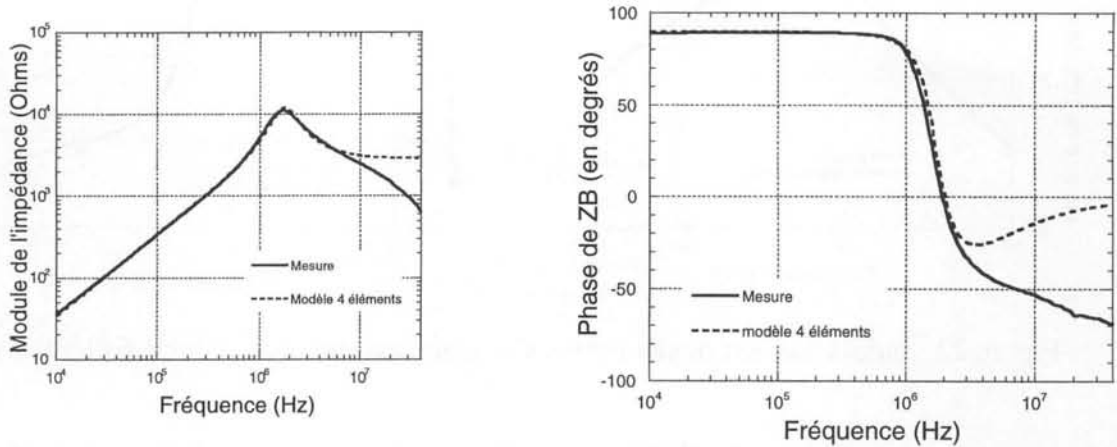 Module de l'impédance (Ohms)
10⁵
10⁴
10³
10²
10
10⁴
10⁵
10⁶
10⁷
Mesure
Modèle 4 éléments
Fréquence (Hz)
Phase de ZB (en degrés)
100
50
0
-50
-100
10⁴
10⁵
10⁶
10⁷
Mesure
modèle 4 éléments
Fréquence (Hz)